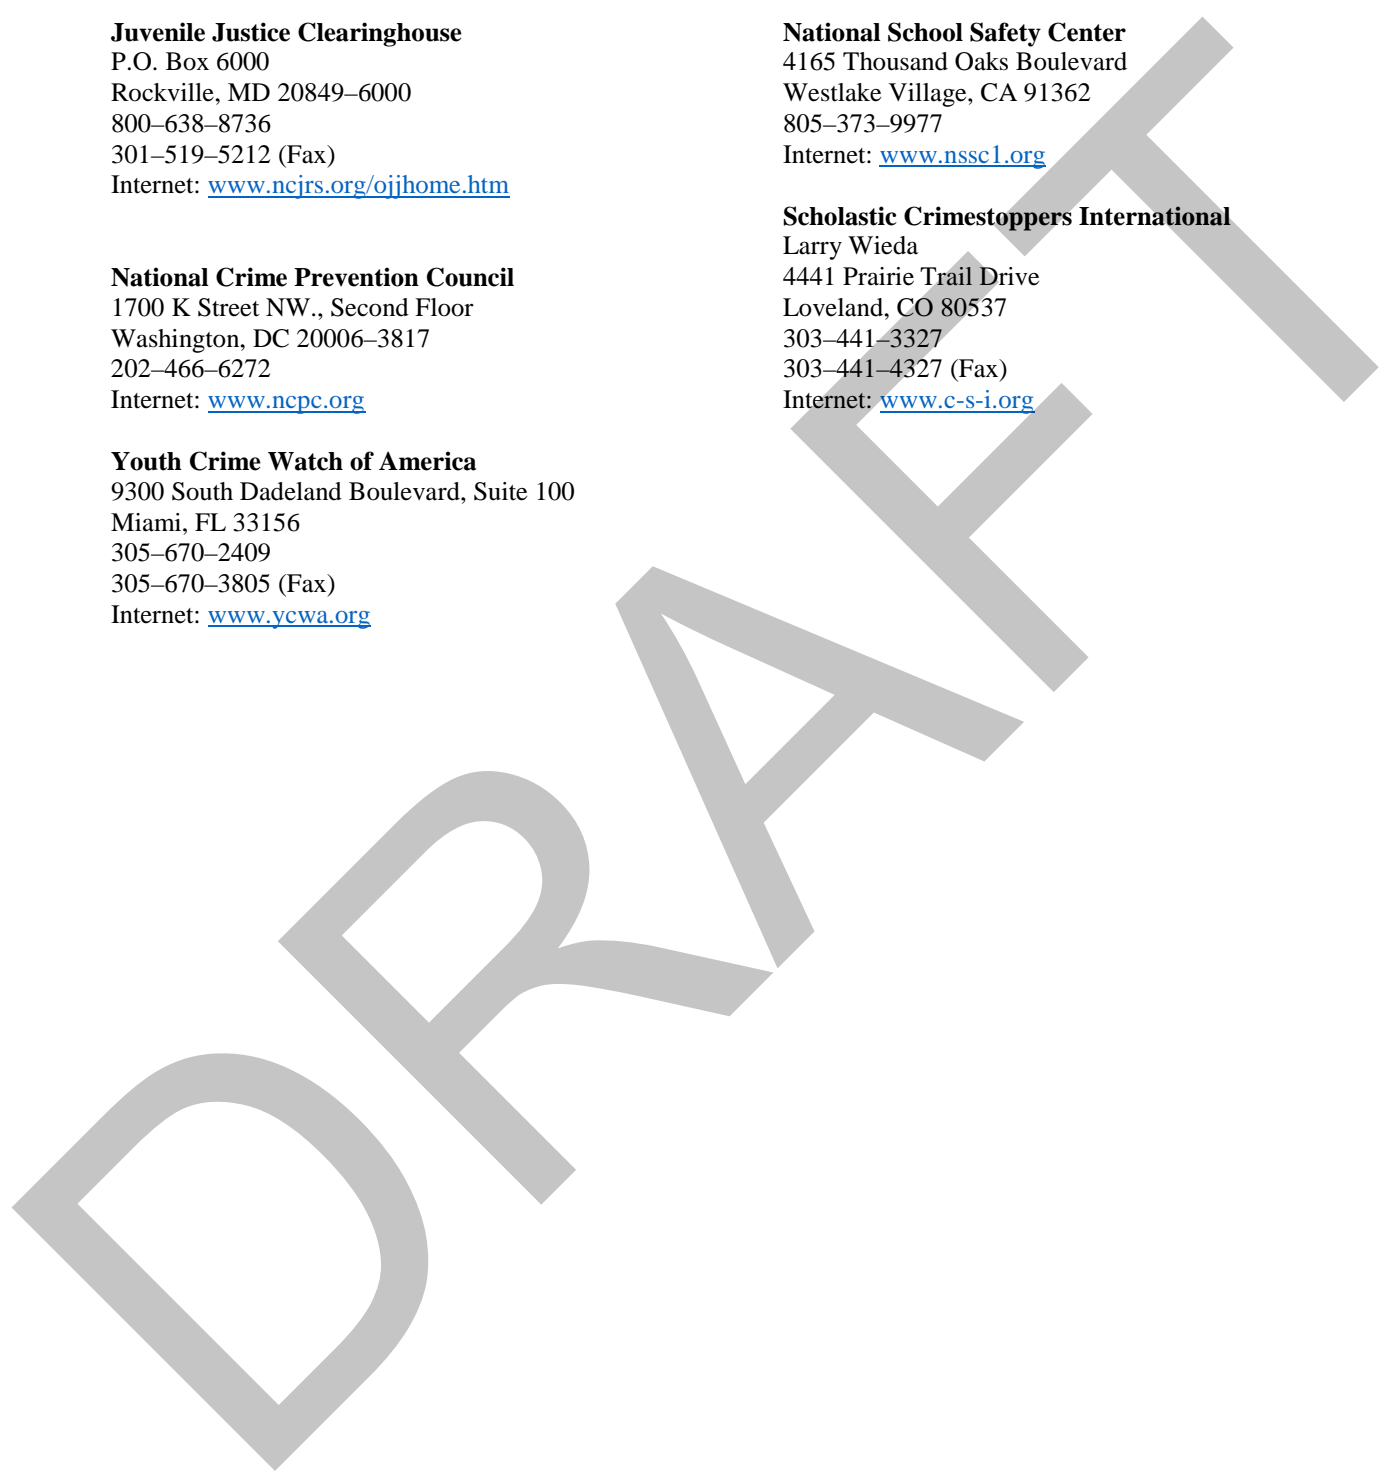 Juvenile Justice Clearinghouse
P.O. Box 6000
Rockville, MD 20849–6000
800–638–8736
301–519–5212 (Fax)
Internet: www.ncjrs.org/ojjhome.htm
National Crime Prevention Council
1700 K Street NW., Second Floor
Washington, DC 20006–3817
202–466–6272
Internet: www.ncpc.org
Youth Crime Watch of America
9300 South Dadeland Boulevard, Suite 100
Miami, FL 33156
305–670–2409
305–670–3805 (Fax)
Internet: www.ycwa.org
National School Safety Center
4165 Thousand Oaks Boulevard
Westlake Village, CA 91362
805–373–9977
Internet: www.nssc1.org
Scholastic Crimestoppers International
Larry Wieda
4441 Prairie Trail Drive
Loveland, CO 80537
303–441–3327
303–441–4327 (Fax)
Internet: www.c-s-i.org
DRAFT